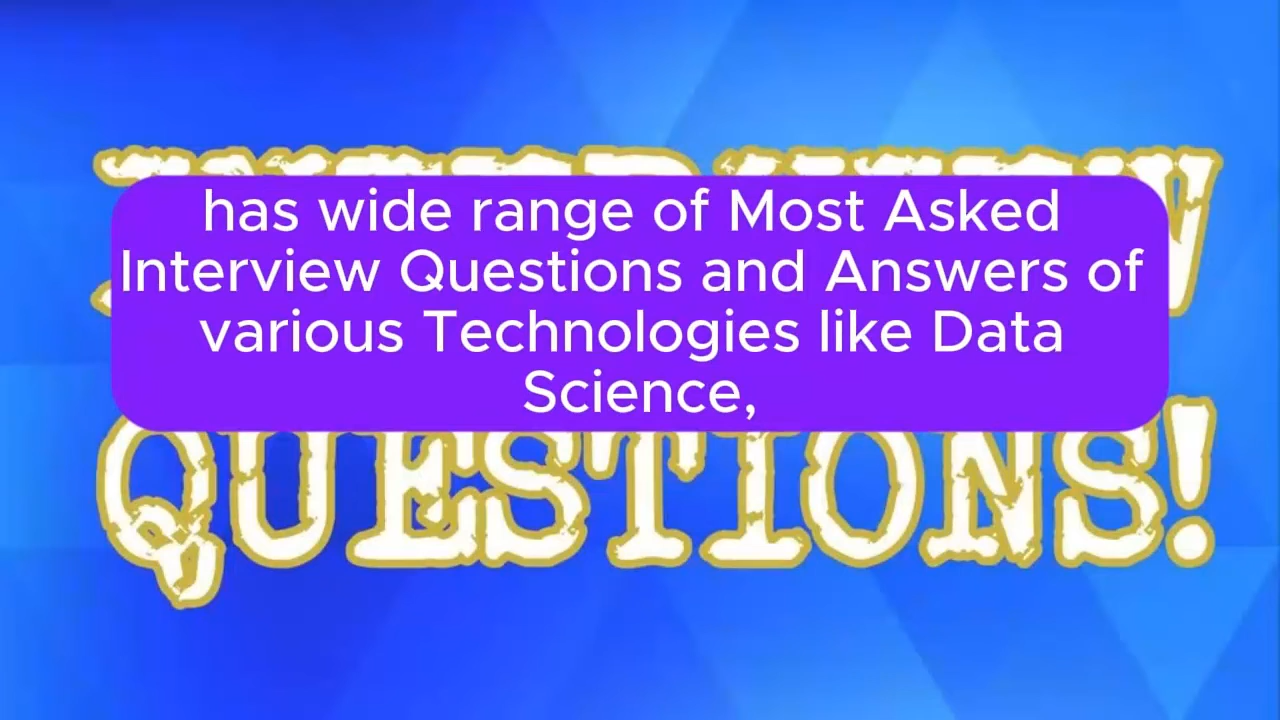 has wide range of Most Asked
Interview Questions and Answers of
various Technologies like Data
Science,
QUESTIONS!